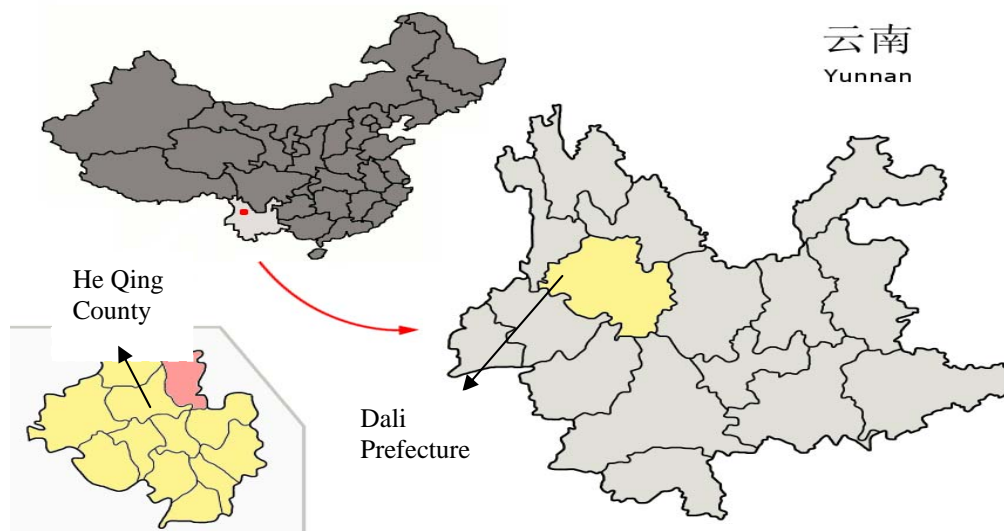 云南
Yunnan
He Qing
County
Dali
Prefecture